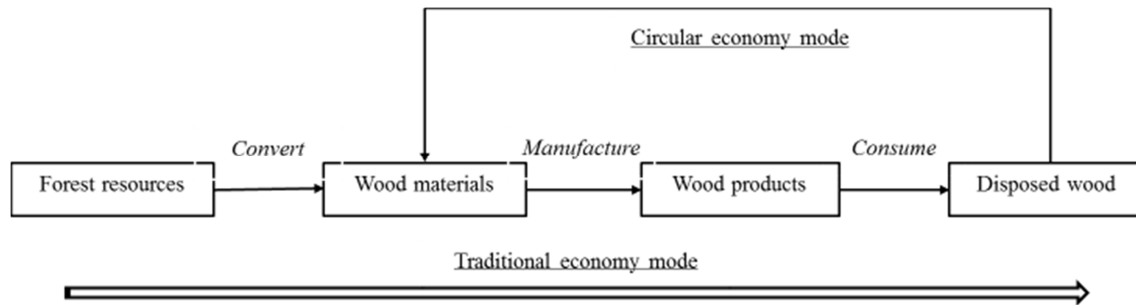 Circular economy mode
Convert
Manufacture
Consume
Forest resources
Wood materials
Wood products
Disposed wood
Traditional economy mode